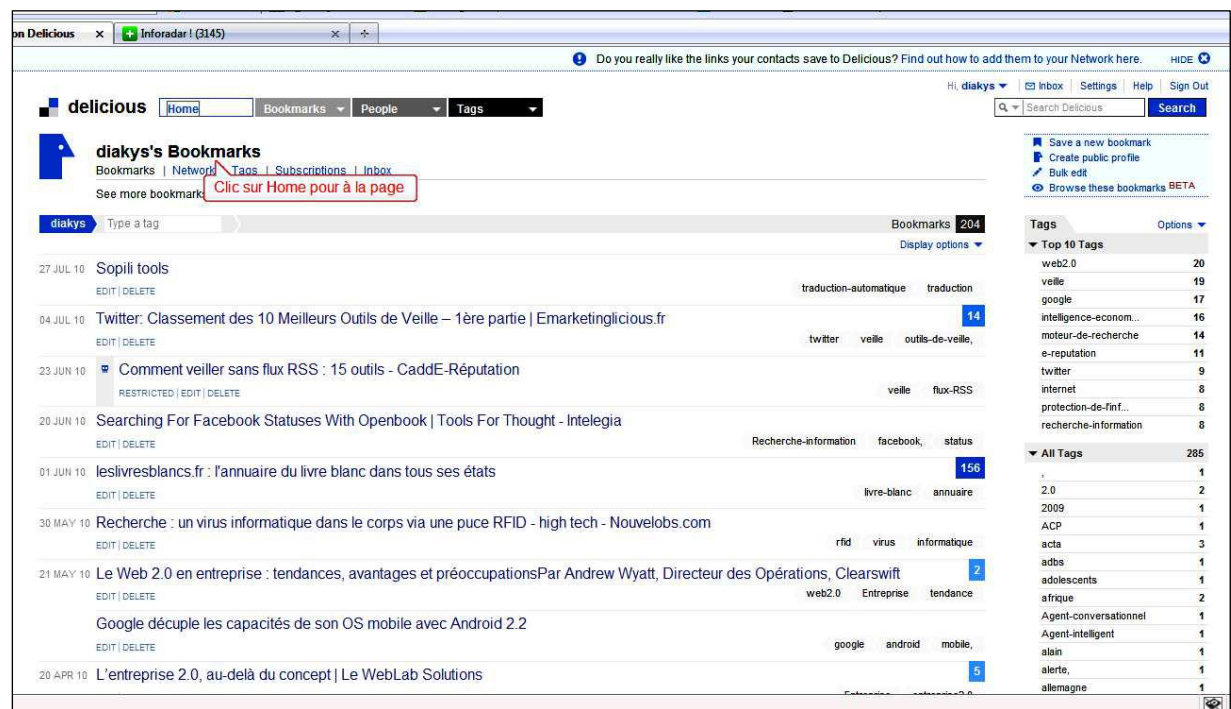 on Delicious x Inforadar ! (3145) x
Do you really like the links your contacts save to Delicious? Find out how to add them to your Network here. HIDE
Hi, diakys Inbox | Settings | Help | Sign Out
delicious Home Bookmarks People Tags Search Delicious Search
diakys's Bookmarks
Bookmarks | Network Tags | Subscriptions | Inbox
Clic sur Home pour à la page
See more bookmark
Save a new bookmark
Create public profile
Bulk edit
Browse these bookmarks BETA
diakys Type a tag Bookmarks 204
Display options
27 JUL 10 Sopili tools
EDIT | DELETE traduction-automatique traduction
04 JUL 10 Twitter: Classement des 10 Meilleurs Outils de Veille – 1ère partie | Emarketinglicious.fr 14
EDIT | DELETE twitter veille outils-de-veille,
23 JUN 10 Comment veiller sans flux RSS : 15 outils - CaddE-Réputation
RESTRICTED | EDIT | DELETE veille flux-RSS
20 JUN 10 Searching For Facebook Statuses With Openbook | Tools For Thought - Intelegia
EDIT | DELETE Recherche-information facebook, status
01 JUN 10 leslivresblancs.fr : l'annuaire du livre blanc dans tous ses états 156
EDIT | DELETE livre-blanc annuaire
30 MAY 10 Recherche : un virus informatique dans le corps via une puce RFID - high tech - Nouvelobs.com
EDIT | DELETE rfid virus informatique
21 MAY 10 Le Web 2.0 en entreprise : tendances, avantages et préoccupationsPar Andrew Wyatt, Directeur des Opérations, Clearswift 2
EDIT | DELETE web2.0 Entreprise tendance
Google décuple les capacités de son OS mobile avec Android 2.2
EDIT | DELETE google android mobile,
20 APR 10 L'entreprise 2.0, au-delà du concept | Le WebLab Solutions 5
Tags Options
Top 10 Tags
web2.0 20
veille 19
google 17
intelligence-econom... 16
moteur-de-recherche 14
e-reputation 11
twitter 9
internet 8
protection-de-l'inf... 8
recherche-information 8
All Tags 285
, 1
2.0 2
2009 1
ACP 1
acta 3
adbs 1
adolescents 1
afrique 2
Agent-conversationnel 1
Agent-intelligent 1
alain 1
alerte, 1
allemagne 1